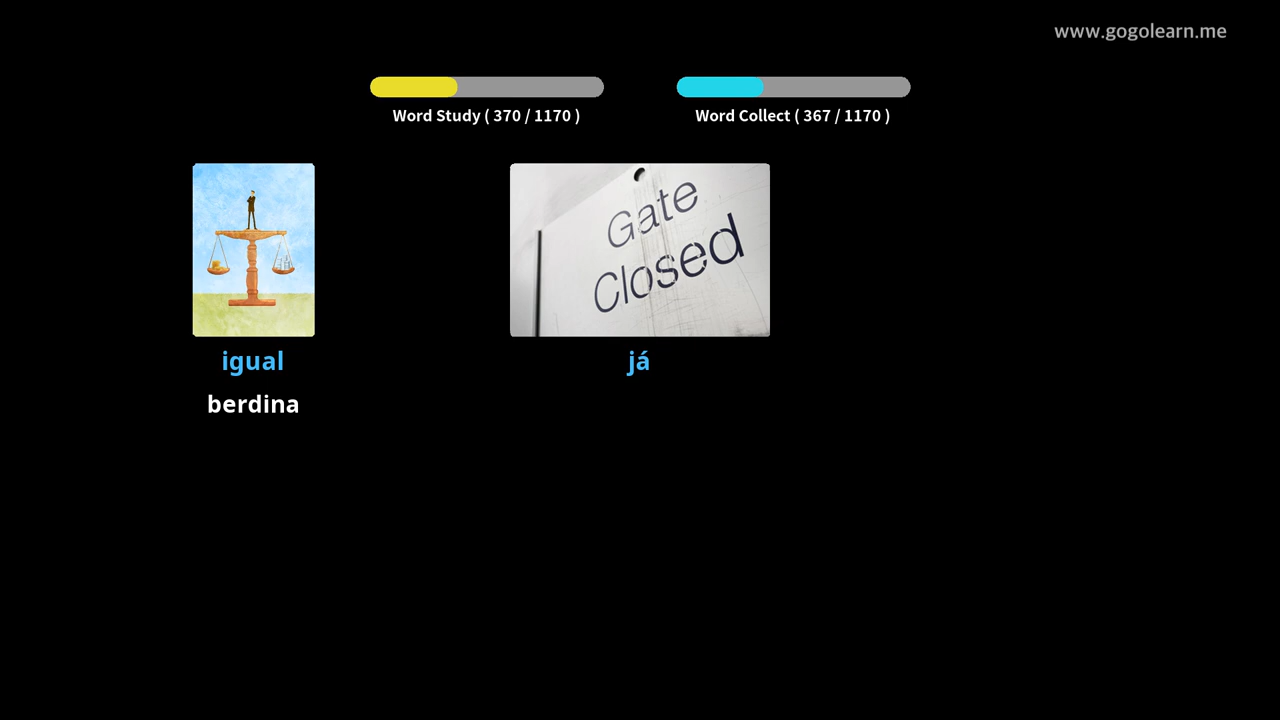 www.gogolearn.me
Word Study ( 370 / 1170 )
Word Collect ( 367 / 1170 )
Gate
Closed
igual
já
berdina